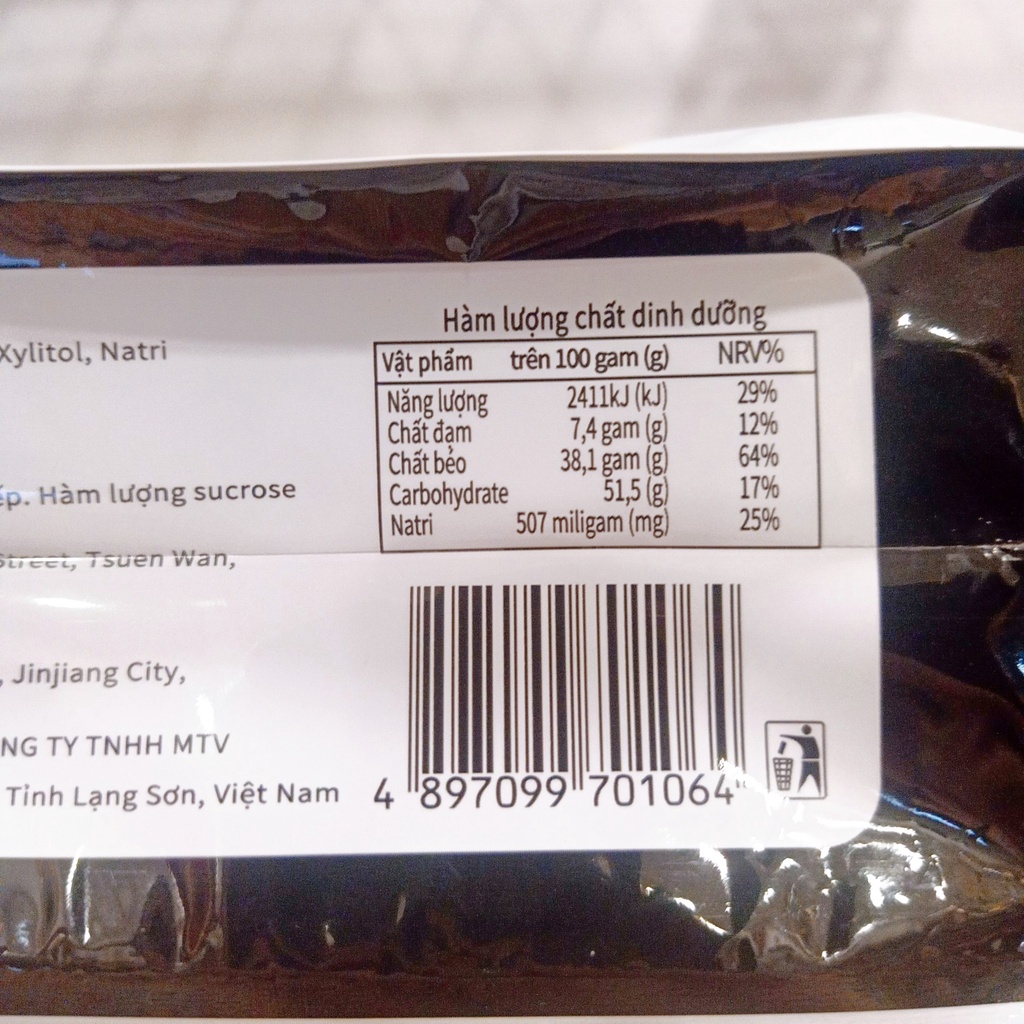 Xylitol, Natri
Hàm lượng sucrose
Street, Tsuen Wan,
, Jinjiang City,
NG TY TNHH MTV
Tỉnh Lạng Sơn, Việt Nam
Hàm lượng chất dinh dưỡng
Vật phẩm trên 100 gam (g) NRV%
Năng lượng 2411kJ (kJ) 29%
Chất đạm 7,4 gam (g) 12%
Chất béo 38,1 gam (g) 64%
Carbohydrate 51,5 (g) 17%
Natri 507 miligam (mg) 25%
4 897099 701064